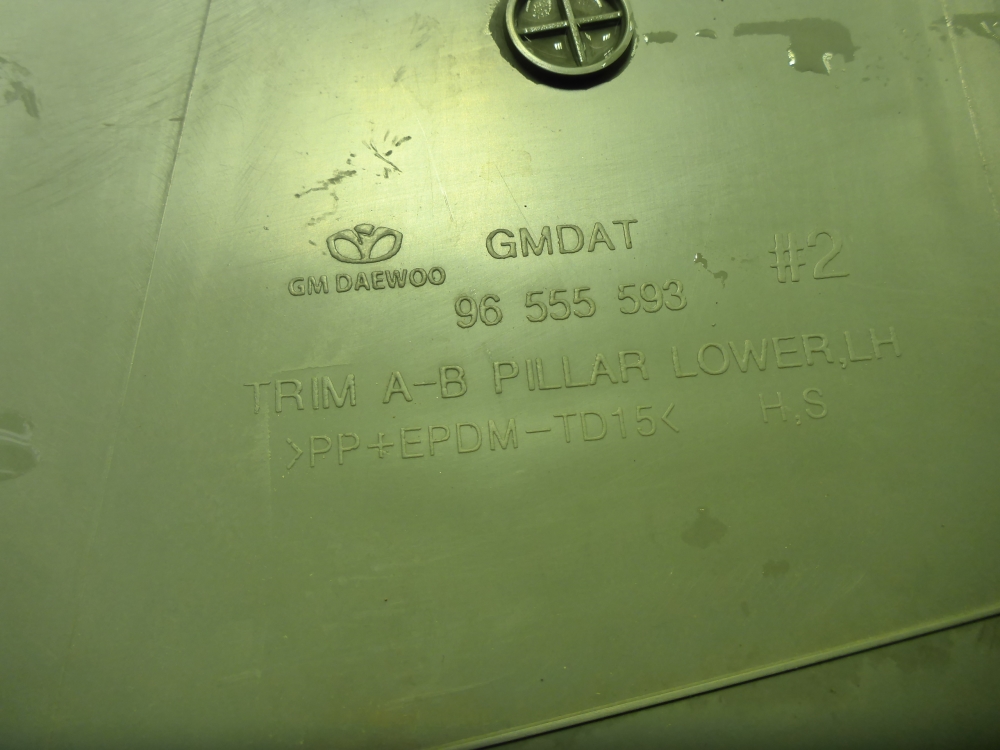 GM DAEWOO
GMDAT
#2
96 555 593
TRIM A-B PILLAR LOWER,LH
>PP+EPDM-TD15< H,S